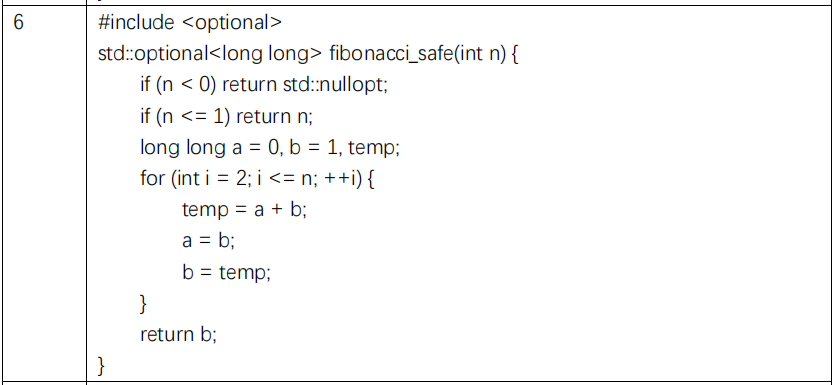 6
#include <optional>
std::optional<long long> fibonacci_safe(int n) {
if (n < 0) return std::nullopt;
if (n <= 1) return n;
long long a = 0, b = 1, temp;
for (int i = 2; i <= n; ++i) {
temp = a + b;
a = b;
b = temp;
}
return b;
}